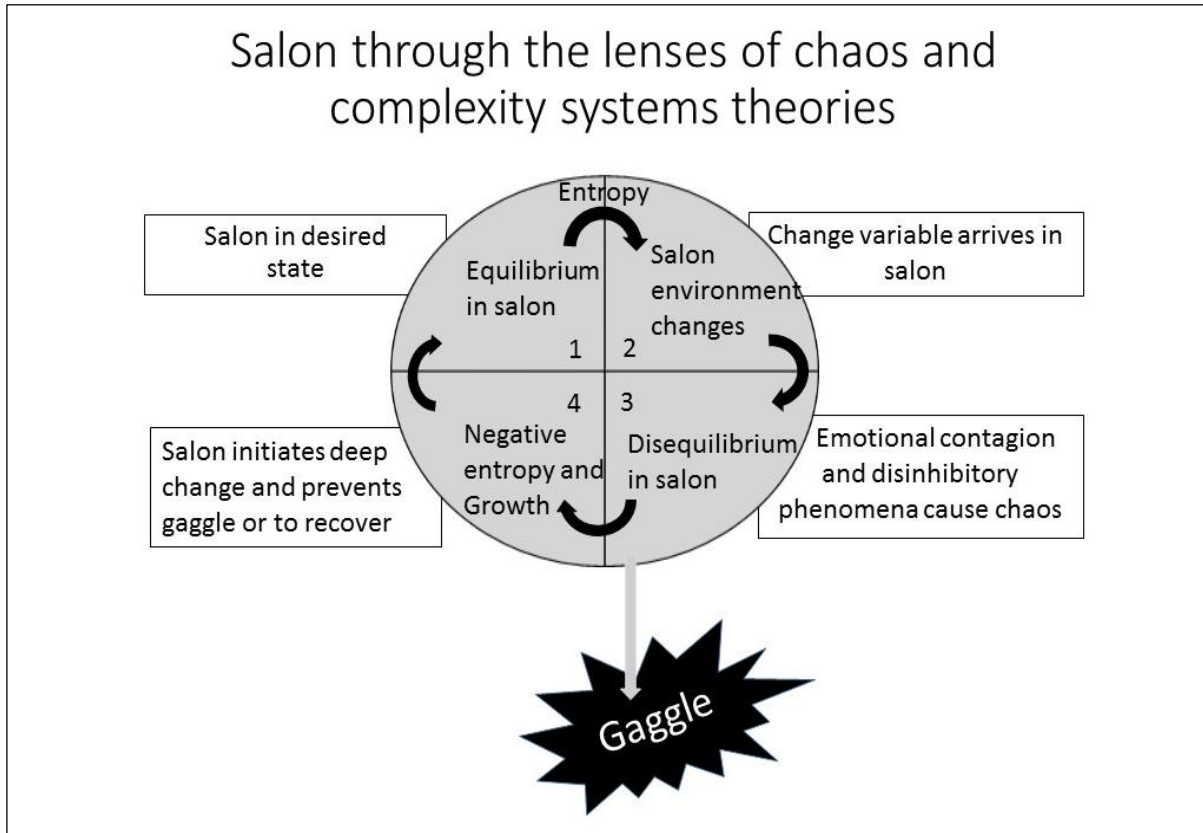 Salon through the lenses of chaos and
complexity systems theories
Entropy
Salon in desired
state
Change variable arrives in
salon
Equilibrium
in salon
1
Salon
environment
changes
2
4
Negative
entropy and
Growth
3
Disequilibrium
in salon
Salon initiates deep
change and prevents
gaggle or to recover
Emotional contagion
and disinhibitory
phenomena cause chaos
Gaggle